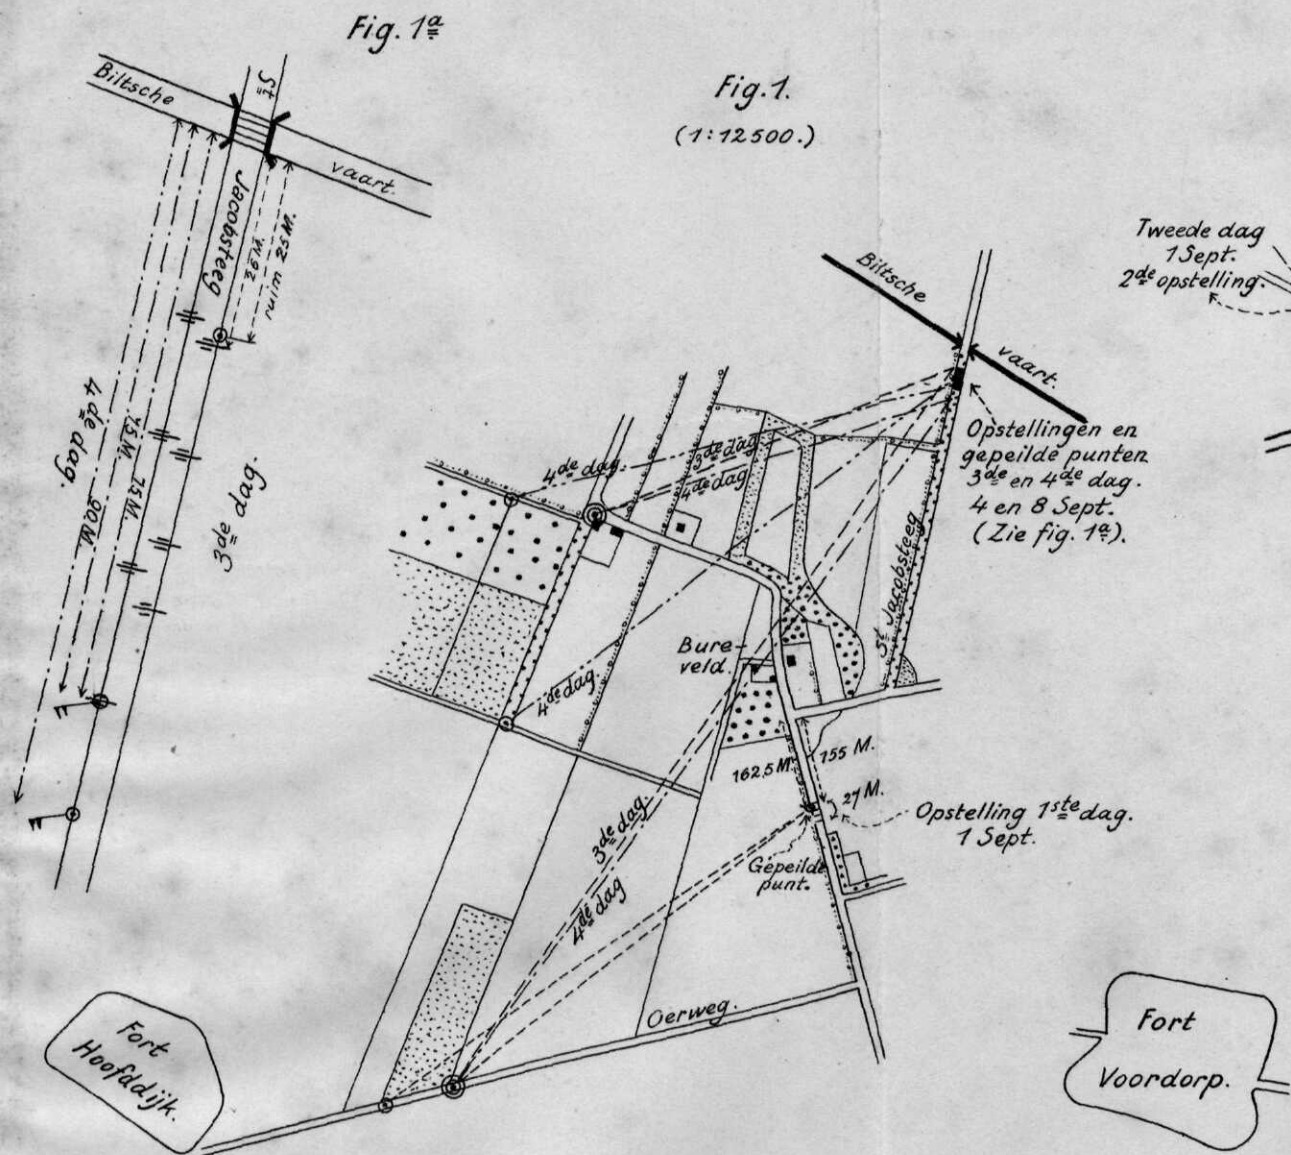 Fig. 1a
Biltsche
vaart.
St
Jacobsteeg
26 M.
ruim 25 M.
4de dag.
75 M.
75 M.
90 M.
3de dag.
Fig. 1.
(1:12500.)
Tweede dag
1 Sept.
2de opstelling.
Biltsche
vaart.
Opstellingen en
gepeilde punten
3de en 4de dag.
4 en 8 Sept.
(Zie fig. 1a).
4de dag
3de dag
4de dag
St Jacobsteeg
Bure-
veld.
4de dag
155 M.
162.5 M.
27 M.
Opstelling 1ste dag.
1 Sept.
Gepeilde
punt.
3de dag.
4de dag
Oerweg.
Fort
Hoofddijk.
Fort
Voordorp.